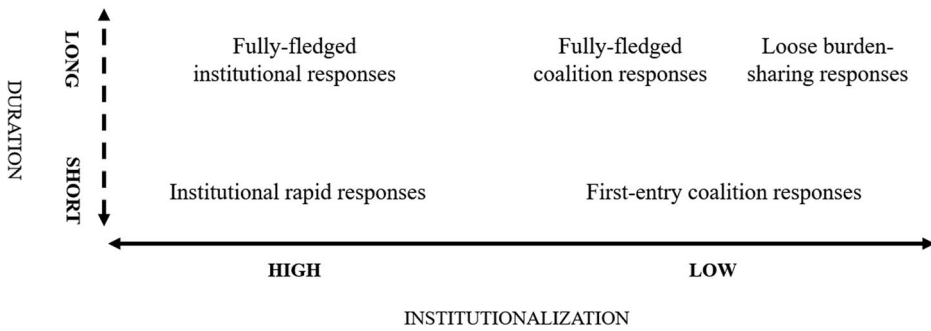 DURATION
LONG
SHORT
Fully-fledged
institutional responses
Fully-fledged
coalition responses
Loose burden-
sharing responses
Institutional rapid responses
First-entry coalition responses
HIGH
LOW
INSTITUTIONALIZATION